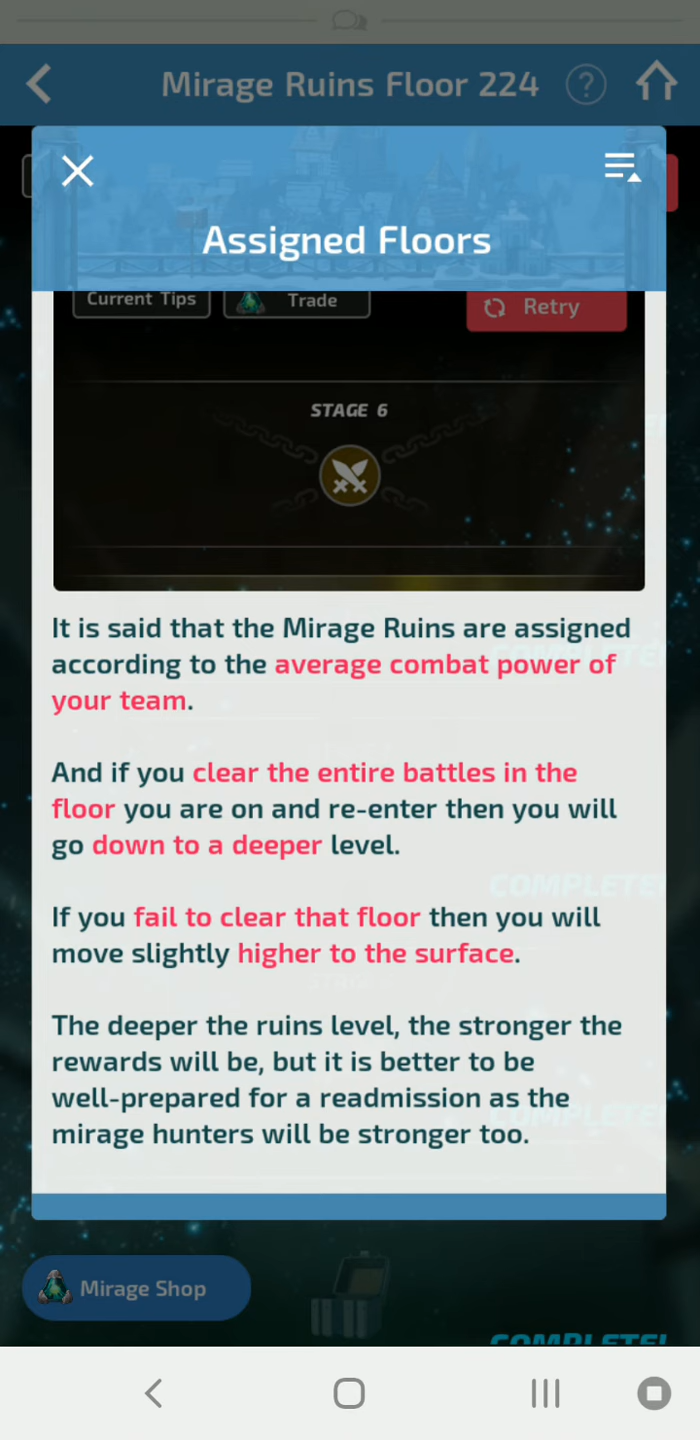 Mirage Ruins Floor 224 ?
Assigned Floors
Current Tips
Trade
Retry
STAGE 6
It is said that the Mirage Ruins are assigned
according to the average combat power of
your team.
And if you clear the entire battles in the
floor you are on and re-enter then you will
go down to a deeper level.
COMPLETE!
If you fail to clear that floor then you will
move slightly higher to the surface.
The deeper the ruins level, the stronger the
rewards will be, but it is better to be
well-prepared for a readmission as the
mirage hunters will be stronger too.
Mirage Shop
COMPLETE!